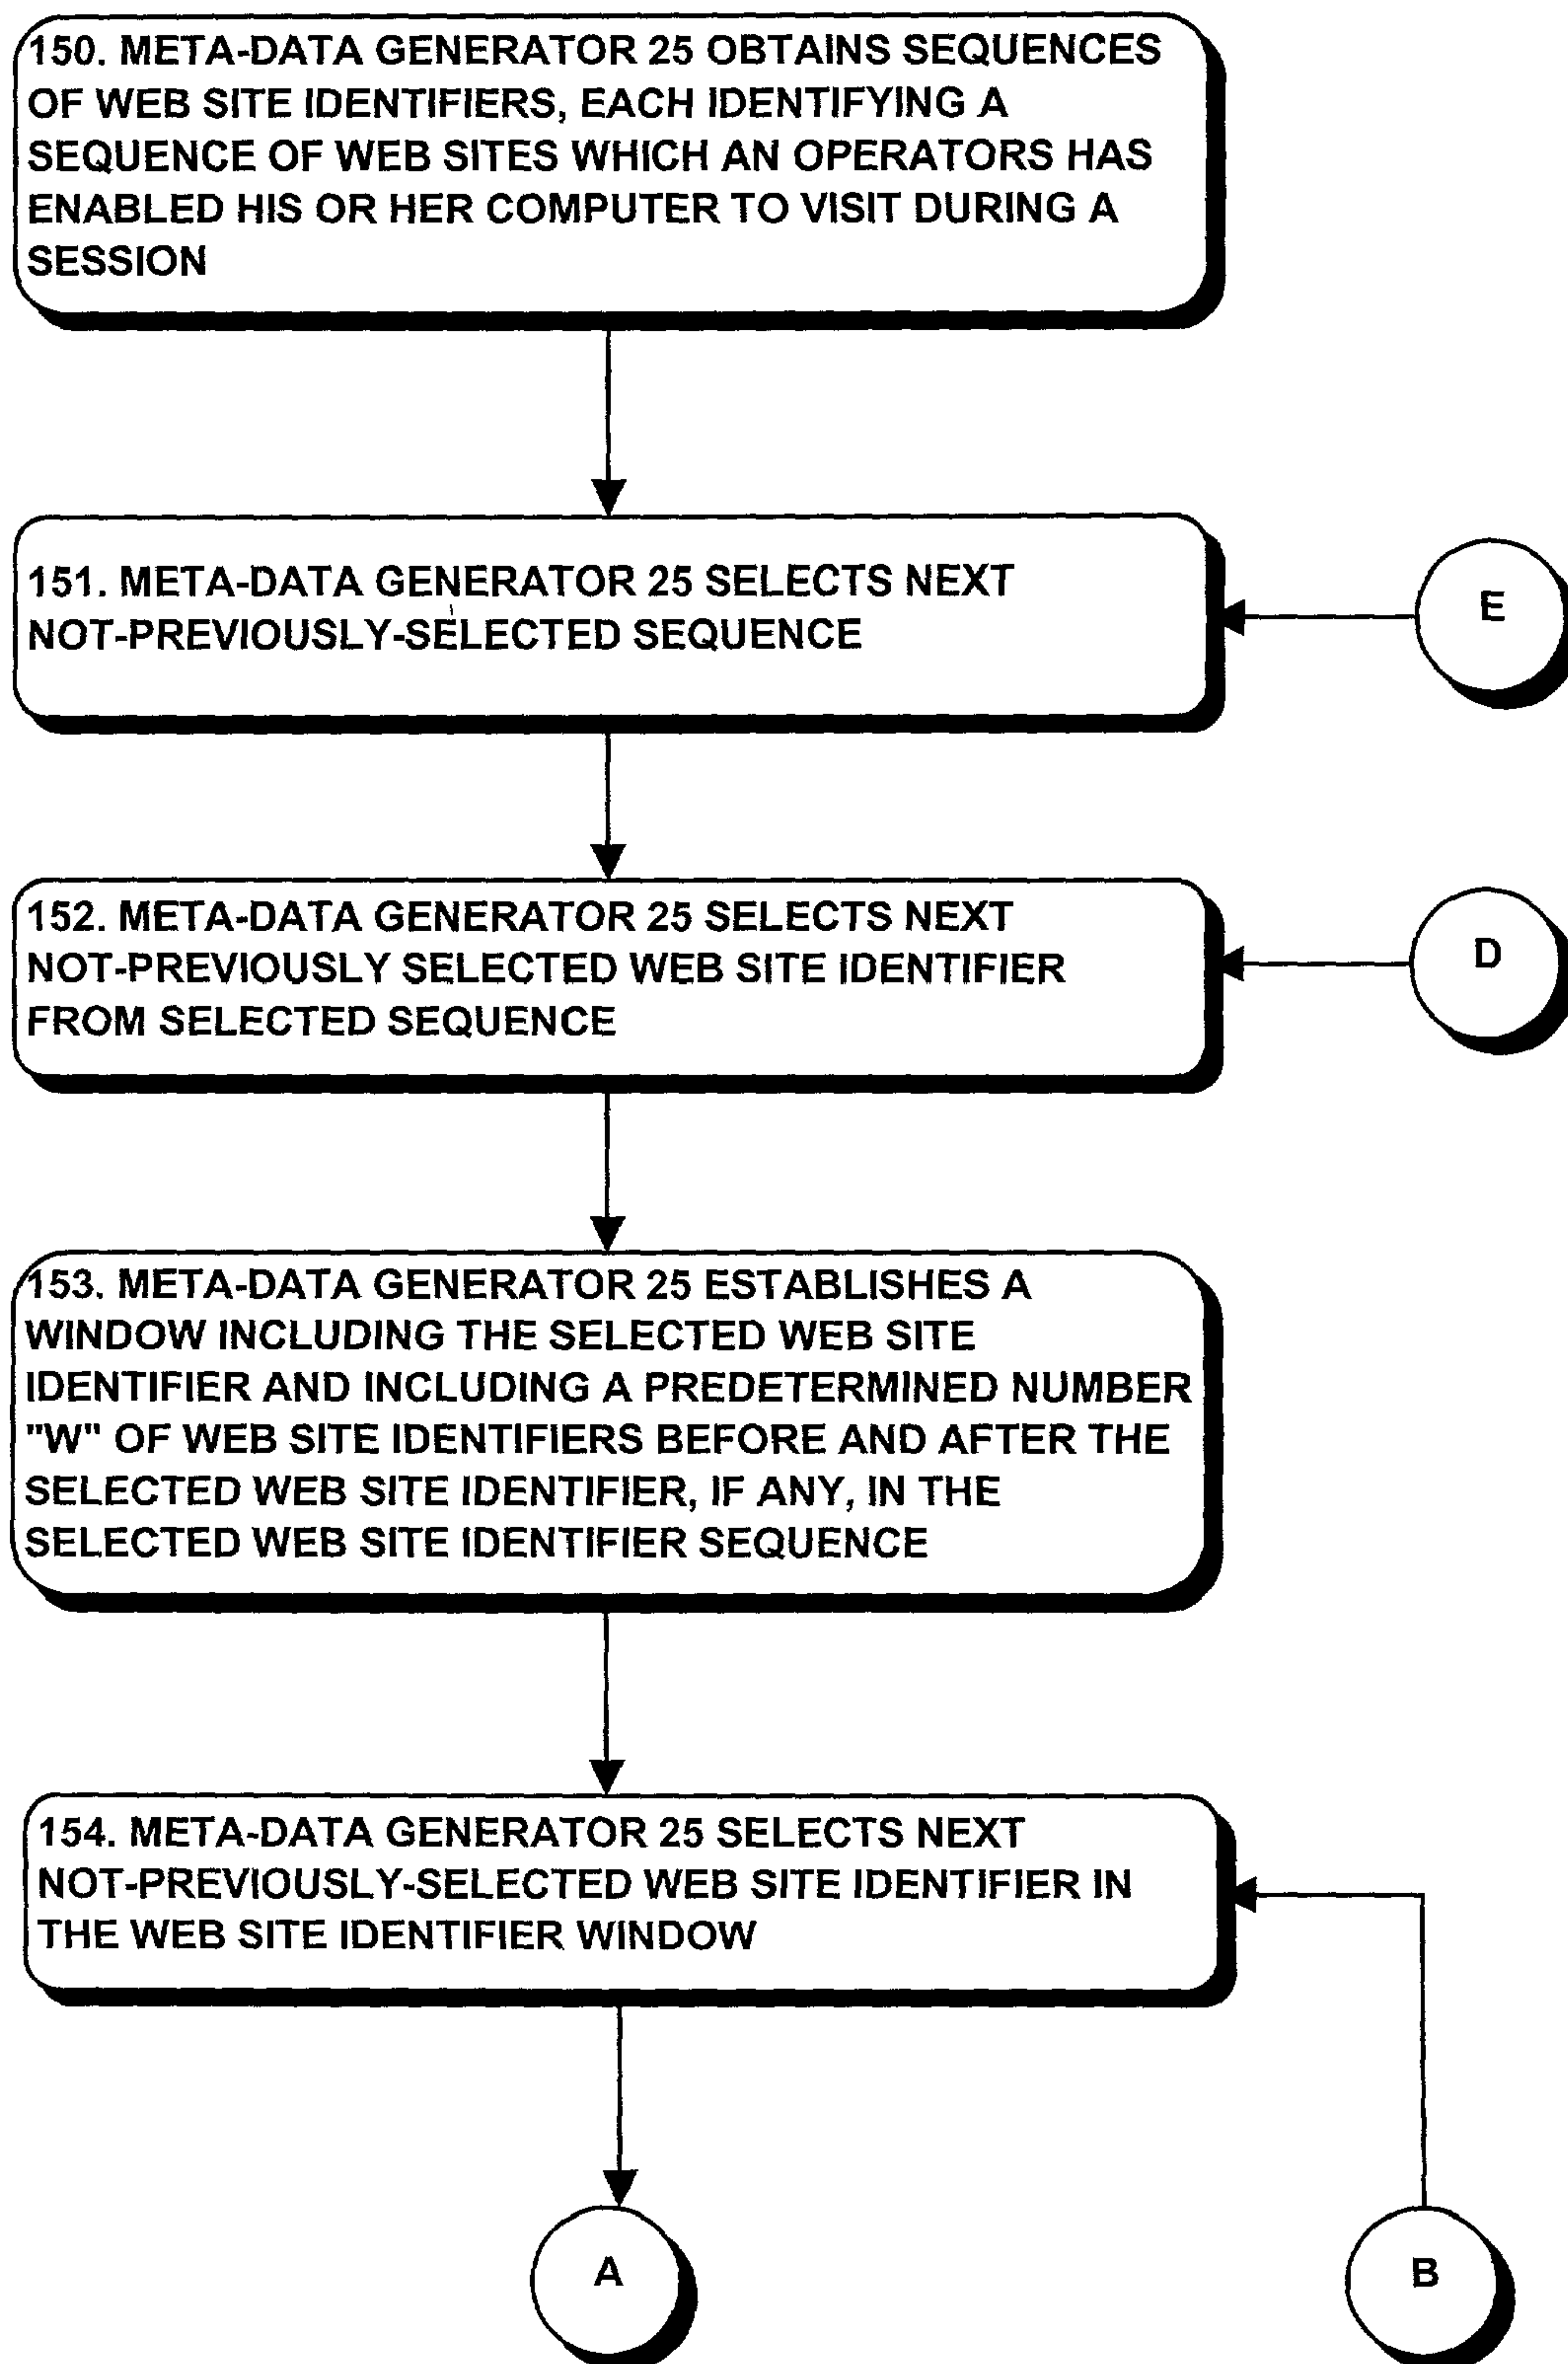 150. META-DATA GENERATOR 25 OBTAINS SEQUENCES
OF WEB SITE IDENTIFIERS, EACH IDENTIFYING A
SEQUENCE OF WEB SITES WHICH AN OPERATORS HAS
ENABLED HIS OR HER COMPUTER TO VISIT DURING A
SESSION
151. META-DATA GENERATOR 25 SELECTS NEXT
NOT-PREVIOUSLY-SELECTED SEQUENCE
E
152. META-DATA GENERATOR 25 SELECTS NEXT
NOT-PREVIOUSLY SELECTED WEB SITE IDENTIFIER
FROM SELECTED SEQUENCE
D
153. META-DATA GENERATOR 25 ESTABLISHES A
WINDOW INCLUDING THE SELECTED WEB SITE
IDENTIFIER AND INCLUDING A PREDETERMINED NUMBER
"W" OF WEB SITE IDENTIFIERS BEFORE AND AFTER THE
SELECTED WEB SITE IDENTIFIER, IF ANY, IN THE
SELECTED WEB SITE IDENTIFIER SEQUENCE
154. META-DATA GENERATOR 25 SELECTS NEXT
NOT-PREVIOUSLY-SELECTED WEB SITE IDENTIFIER IN
THE WEB SITE IDENTIFIER WINDOW
A
B